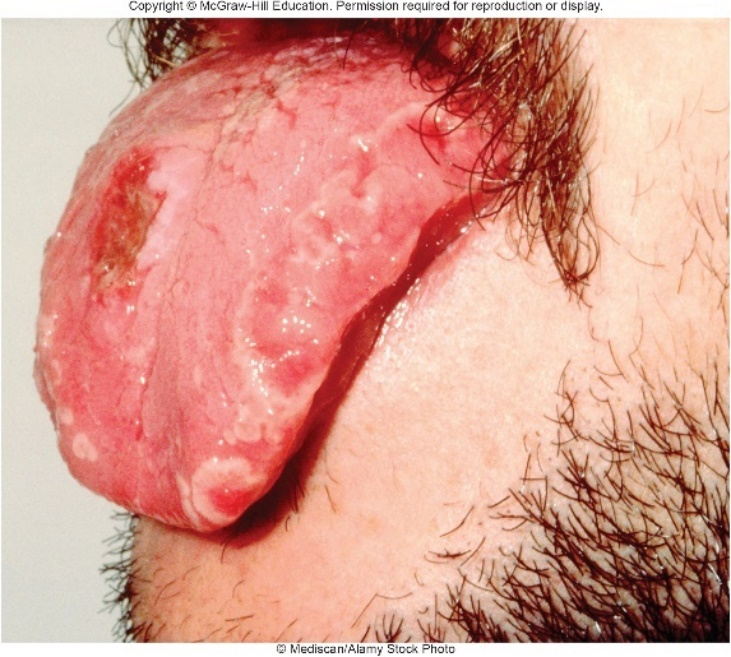 Copyright © McGraw-Hill Education. Permission required for reproduction or display.
© Mediscan/Alamy Stock Photo